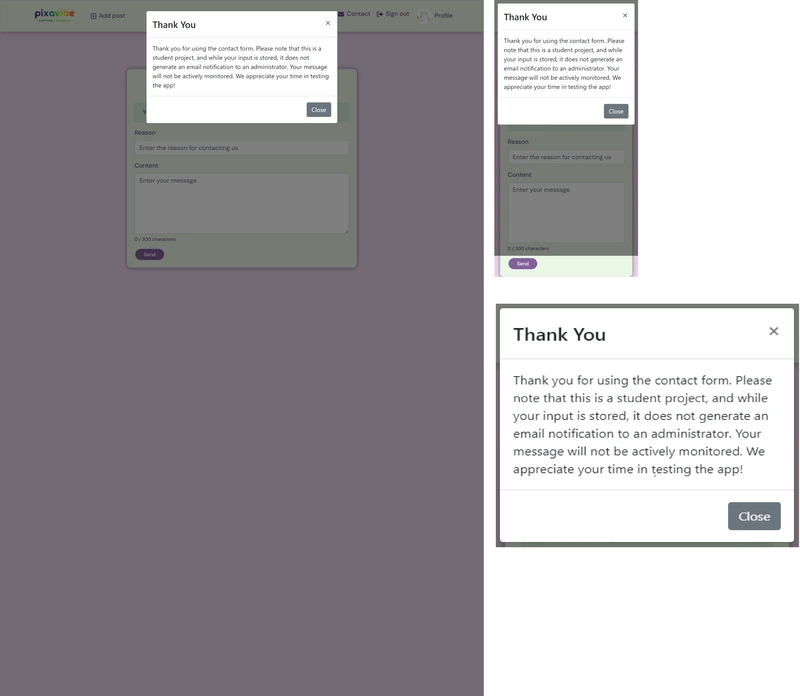 pixavibe
Add post
Contact
Sign out
Profile
Thank You
×
Thank you for using the contact form. Please note that this is a
student project, and while your input is stored, it does not
generate an email notification to an administrator. Your message
will not be actively monitored. We appreciate your time in testing
the app!
Close
Reason
Enter the reason for contacting us
Content
Enter your message
0 / 300 characters
Send
Thank You
×
Thank you for using the contact form. Please
note that this is a student project, and while
your input is stored, it does not generate an
email notification to an administrator. Your
message will not be actively monitored. We
appreciate your time in testing the app!
Close
Reason
Enter the reason for contacting us
Content
Enter your message
0 / 300 characters
Send
Thank You
×
Thank you for using the contact form. Please
note that this is a student project, and while
your input is stored, it does not generate an
email notification to an administrator. Your
message will not be actively monitored. We
appreciate your time in testing the app!
Close